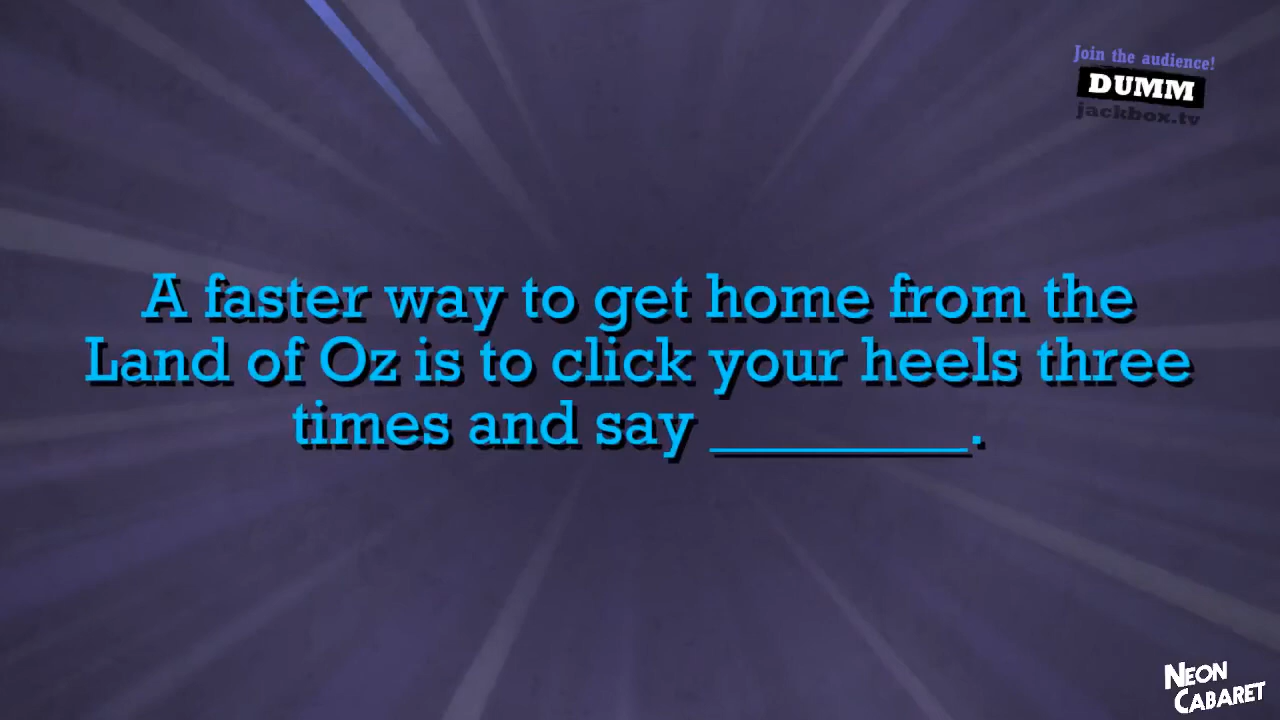 Join the audience!
DUMM
jackbox.tv
A faster way to get home from the
Land of Oz is to click your heels three
times and say ________.
NEON
CABARET